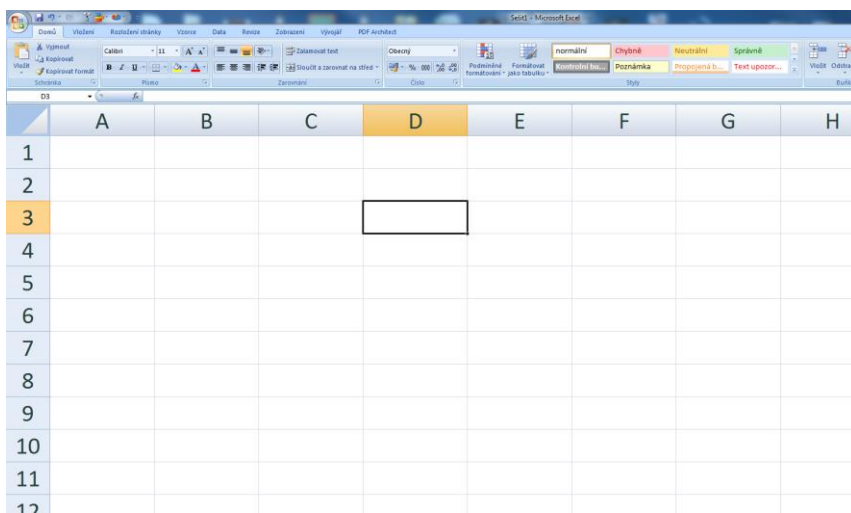 Sešit1 - Microsoft Excel
Domů Vložení Rozložení stránky Vzorce Data Revize Zobrazení Vývojář PDF Architect
Vložit
Vyjmout
Kopírovat
Kopírovat formát
Schránka
Calibri 11
B I U
Písmo
Zalamovat text
Sloučit a zarovnat na střed
Zarovnání
Obecný
% 000
Číslo
Podmíněné formátování
Formátovat jako tabulku
normální Chybně Neutrální Správně
Kontrolní bu... Poznámka Propojená b... Text upozor...
Styly
Vložit
D3 fx
A B C D E F G H
1
2
3
4
5
6
7
8
9
10
11
12